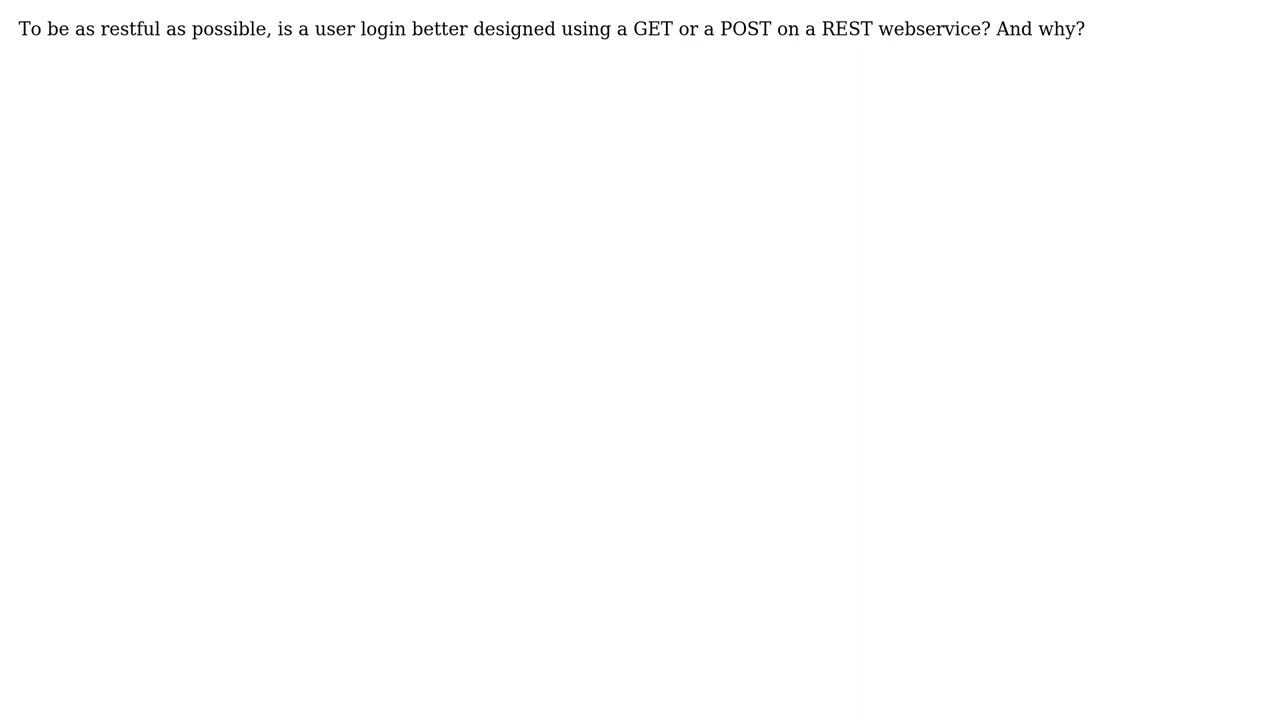 To be as restful as possible, is a user login better designed using a GET or a POST on a REST webservice? And why?